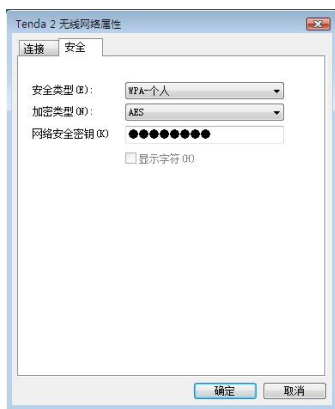 Tenda 2 无线网络属性
连接 安全
安全类型(E): WPA-个人
加密类型(N): AES
网络安全密钥(K) ●●●●●●●●
显示字符(H)
确定 取消